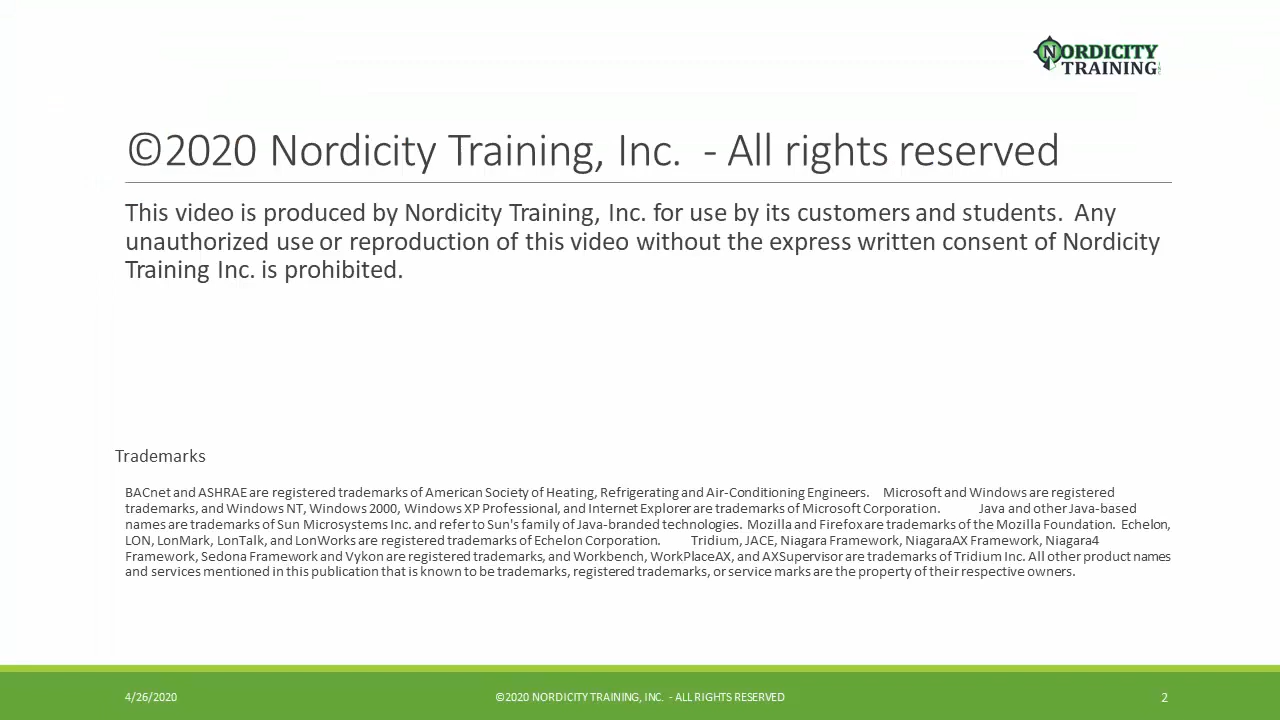 NORDICITY
TRAINING
©2020 Nordicity Training, Inc. - All rights reserved
This video is produced by Nordicity Training, Inc. for use by its customers and students. Any
unauthorized use or reproduction of this video without the express written consent of Nordicity
Training Inc. is prohibited.
Trademarks
BACnet and ASHRAE are registered trademarks of American Society of Heating, Refrigerating and Air-Conditioning Engineers. Microsoft and Windows are registered
trademarks, and Windows NT, Windows 2000, Windows XP Professional, and Internet Explorer are trademarks of Microsoft Corporation. Java and other Java-based
names are trademarks of Sun Microsystems Inc. and refer to Sun's family of Java-branded technologies. Mozilla and Firefox are trademarks of the Mozilla Foundation. Echelon,
LON, LonMark, LonTalk, and LonWorks are registered trademarks of Echelon Corporation. Tridium, JACE, Niagara Framework, NiagaraAX Framework, Niagara4
Framework, Sedona Framework and Vykon are registered trademarks, and Workbench, WorkPlaceAX, and AXSupervisor are trademarks of Tridium Inc. All other product names
and services mentioned in this publication that is known to be trademarks, registered trademarks, or service marks are the property of their respective owners.
4/26/2020
©2020 NORDICITY TRAINING, INC. - ALL RIGHTS RESERVED
2